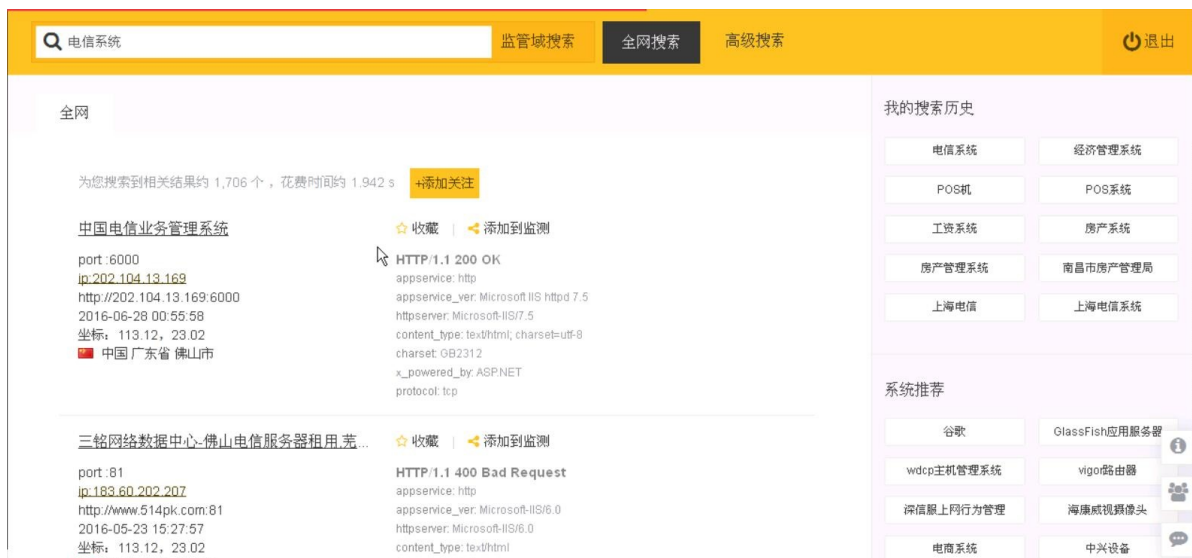 电信系统
监管域搜索
全网搜索
高级搜索
退出
全网
为您搜索到相关结果约 1,706 个 ，花费时间约 1.942 s
+添加关注
中国电信业务管理系统
收藏 | 添加到监测
port :6000
ip:202.104.13.169
http://202.104.13.169:6000
2016-06-28 00:55:58
坐标：113.12，23.02
中国 广东省 佛山市
HTTP/1.1 200 OK
appservice: http
appservice_ver: Microsoft IIS httpd 7.5
httpserver: Microsoft-IIS/7.5
content_type: text/html; charset=utf-8
charset: GB2312
x_powered_by: ASP.NET
protocol: tcp
三铭网络数据中心-佛山电信服务器租用,芜...
收藏 | 添加到监测
port :81
ip:183.60.202.207
http://www.514pk.com:81
2016-05-23 15:27:57
坐标：113.12，23.02
HTTP/1.1 400 Bad Request
appservice: http
appservice_ver: Microsoft-IIS/6.0
httpserver: Microsoft-IIS/6.0
content_type: text/html
我的搜索历史
电信系统 经济管理系统
POS机 POS系统
工资系统 房产系统
房产管理系统 南昌市房产管理局
上海电信 上海电信系统
系统推荐
谷歌 GlassFish应用服务器
wdcp主机管理系统 vigor路由器
深信服上网行为管理 海康威视摄像头
电商系统 中兴设备